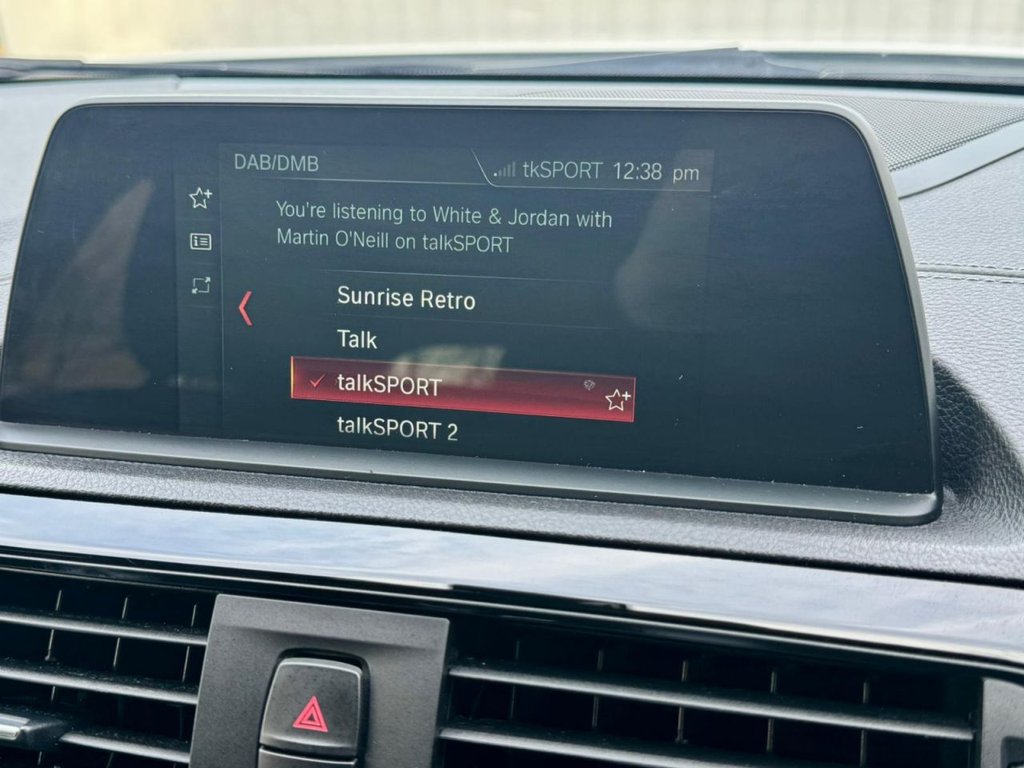 DAB/DMB
tkSPORT 12:38 pm
You're listening to White & Jordan with
Martin O'Neill on talkSPORT
Sunrise Retro
Talk
talkSPORT
talkSPORT 2